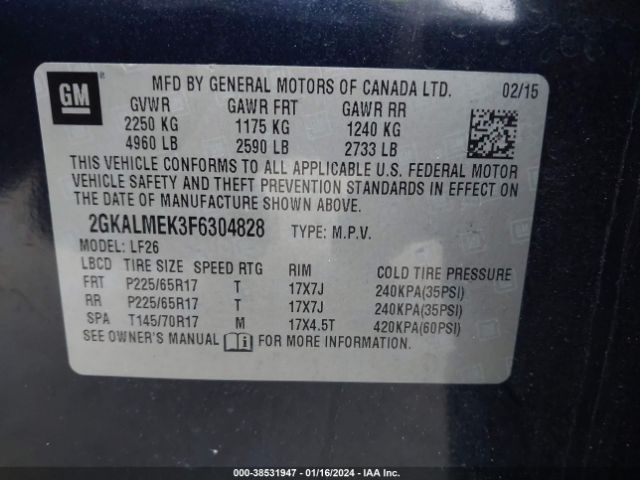 GM
MFD BY GENERAL MOTORS OF CANADA LTD. 02/15
GVWR GAWR FRT GAWR RR
2250 KG 1175 KG 1240 KG
4960 LB 2590 LB 2733 LB
THIS VEHICLE CONFORMS TO ALL APPLICABLE U.S. FEDERAL MOTOR
VEHICLE SAFETY AND THEFT PREVENTION STANDARDS IN EFFECT ON
THE DATE OF MANUFACTURE SHOWN ABOVE.
2GKALMEK3F6304828 TYPE: M.P.V.
MODEL: LF26
LBCD TIRE SIZE SPEED RTG RIM COLD TIRE PRESSURE
FRT P225/65R17 T 17X7J 240KPA(35PSI)
RR P225/65R17 T 17X7J 240KPA(35PSI)
SPA T145/70R17 M 17X4.5T 420KPA(60PSI)
SEE OWNER'S MANUAL FOR MORE INFORMATION.
000-38531947 - 01/16/2024 - IAAI.COM